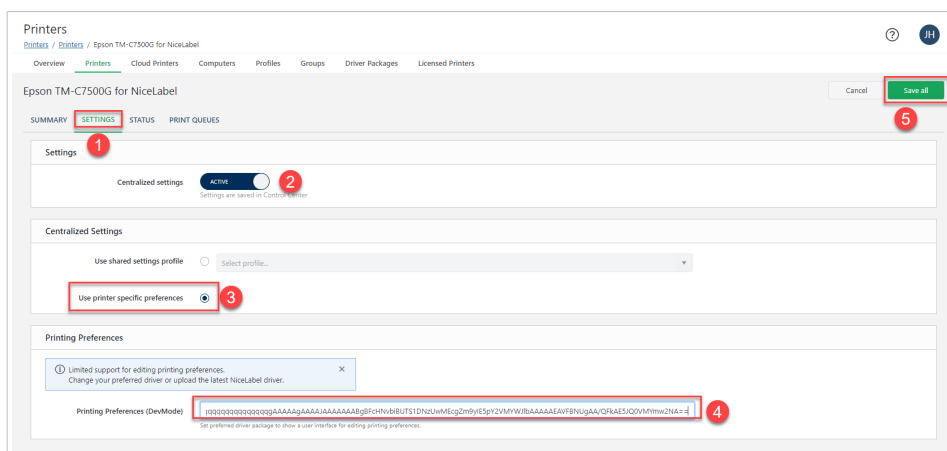 Printers
Printers / Printers / Epson TM-C7500G for NiceLabel
JH
Overview Printers Cloud Printers Computers Profiles Groups Driver Packages Licensed Printers
Epson TM-C7500G for NiceLabel
Cancel Save all
5
SUMMARY SETTINGS STATUS PRINT QUEUES
1
Settings
Centralized settings ACTIVE 2
Settings are saved in Control Center
Centralized Settings
Use shared settings profile Select profile...
Use printer specific preferences 3
Printing Preferences
Limited support for editing printing preferences.
Change your preferred driver or upload the latest NiceLabel driver.
Printing Preferences (DevMode) 4
Set preferred driver package to show a user interface for editing printing preferences.